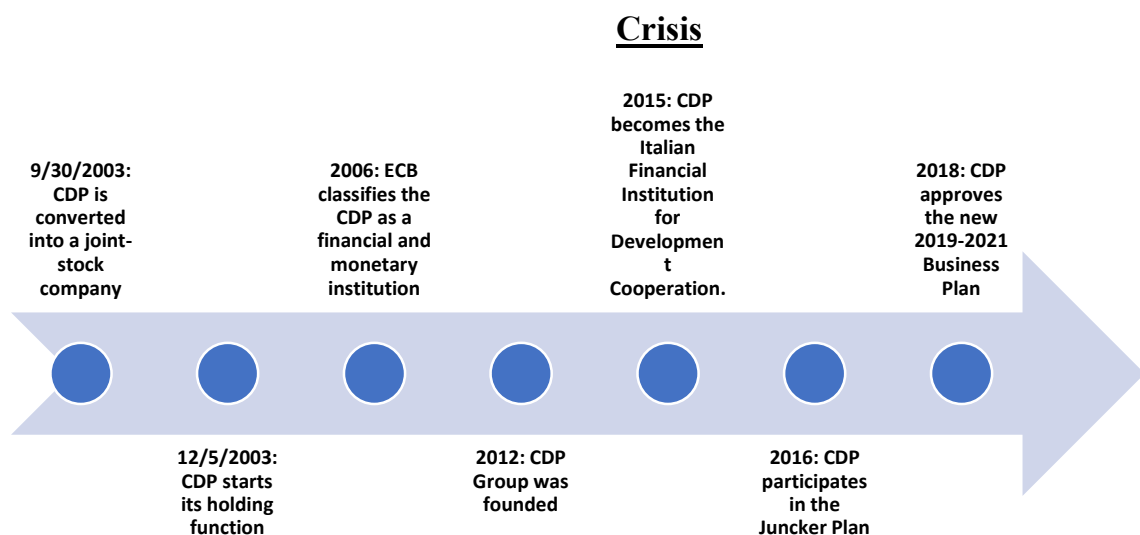 Crisis
9/30/2003:
CDP is
converted
into a joint-
stock
company
12/5/2003:
CDP starts
its holding
function
2006: ECB
classifies the
CDP as a
financial and
monetary
institution
2012: CDP
Group was
founded
2015: CDP
becomes the
Italian
Financial
Institution
for
Developmen
t
Cooperation.
2016: CDP
participates
in the
Juncker Plan
2018: CDP
approves
the new
2019-2021
Business
Plan